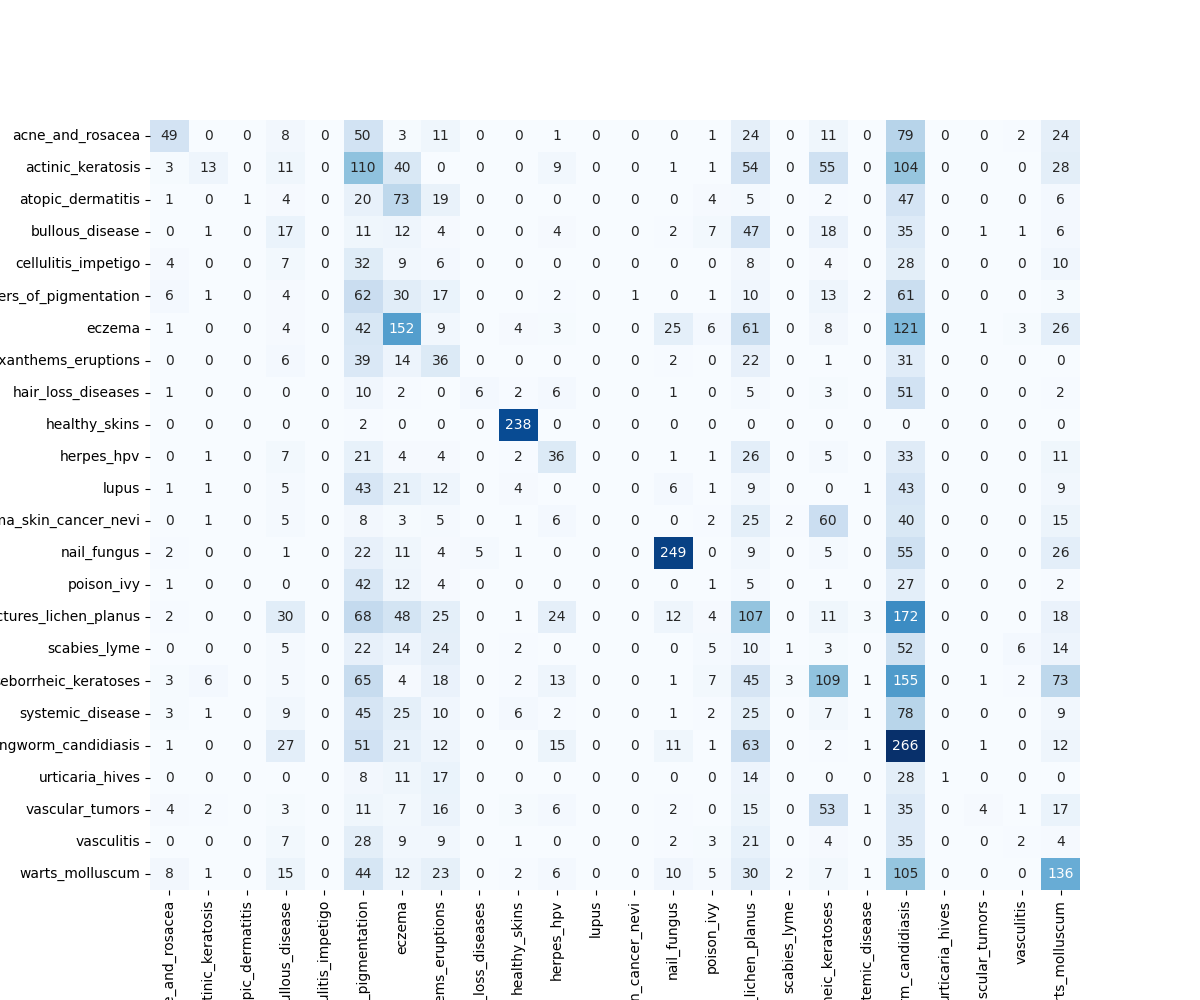 acne_and_rosacea 49 0 0 8 0 50 3 11 0 0 1 0 0 0 1 24 0 11 0 79 0 0 2 24
actinic_keratosis 3 13 0 11 0 110 40 0 0 0 9 0 0 1 1 54 0 55 0 104 0 0 0 28
atopic_dermatitis 1 0 1 4 0 20 73 19 0 0 0 0 0 0 4 5 0 2 0 47 0 0 0 6
bullous_disease 0 1 0 17 0 11 12 4 0 0 4 0 0 2 7 47 0 18 0 35 0 1 1 6
cellulitis_impetigo 4 0 0 7 0 32 9 6 0 0 0 0 0 0 0 8 0 4 0 28 0 0 0 10
ers_of_pigmentation 6 1 0 4 0 62 30 17 0 0 2 0 1 0 1 10 0 13 2 61 0 0 0 3
eczema 1 0 0 4 0 42 152 9 0 4 3 0 0 25 6 61 0 8 0 121 0 1 3 26
xanthems_eruptions 0 0 0 6 0 39 14 36 0 0 0 0 0 2 0 22 0 1 0 31 0 0 0 0
hair_loss_diseases 1 0 0 0 0 10 2 0 6 2 6 0 0 1 0 5 0 3 0 51 0 0 0 2
healthy_skins 0 0 0 0 0 2 0 0 0 238 0 0 0 0 0 0 0 0 0 0 0 0 0 0
herpes_hpv 0 1 0 7 0 21 4 4 0 2 36 0 0 1 1 26 0 5 0 33 0 0 0 11
lupus 1 1 0 5 0 43 21 12 0 4 0 0 0 6 1 9 0 0 1 43 0 0 0 9
ma_skin_cancer_nevi 0 1 0 5 0 8 3 5 0 1 6 0 0 0 2 25 2 60 0 40 0 0 0 15
nail_fungus 2 0 0 1 0 22 11 4 5 1 0 0 0 249 0 9 0 5 0 55 0 0 0 26
poison_ivy 1 0 0 0 0 42 12 4 0 0 0 0 0 0 1 5 0 1 0 27 0 0 0 2
ctures_lichen_planus 2 0 0 30 0 68 48 25 0 1 24 0 0 12 4 107 0 11 3 172 0 0 0 18
scabies_lyme 0 0 0 5 0 22 14 24 0 2 0 0 0 0 5 10 1 3 0 52 0 0 6 14
eborrheic_keratoses 3 6 0 5 0 65 4 18 0 2 13 0 0 1 7 45 3 109 1 155 0 1 2 73
systemic_disease 3 1 0 9 0 45 25 10 0 6 2 0 0 1 2 25 0 7 1 78 0 0 0 9
ngworm_candidiasis 1 0 0 27 0 51 21 12 0 0 15 0 0 11 1 63 0 2 1 266 0 1 0 12
urticaria_hives 0 0 0 0 0 8 11 17 0 0 0 0 0 0 0 14 0 0 0 28 1 0 0 0
vascular_tumors 4 2 0 3 0 11 7 16 0 3 6 0 0 2 0 15 0 53 1 35 0 4 1 17
vasculitis 0 0 0 7 0 28 9 9 0 1 0 0 0 2 3 21 0 4 0 35 0 0 2 4
warts_molluscum 8 1 0 15 0 44 12 23 0 2 6 0 0 10 5 30 2 7 1 105 0 0 0 136
e_and_rosacea
tinic_keratosis
pic_dermatitis
ullous_disease
ulitis_impetigo
_pigmentation
eczema
ems_eruptions
_loss_diseases
healthy_skins
herpes_hpv
lupus
n_cancer_nevi
nail_fungus
poison_ivy
_lichen_planus
scabies_lyme
heic_keratoses
temic_disease
rm_candidiasis
urticaria_hives
scular_tumors
vasculitis
rts_molluscum